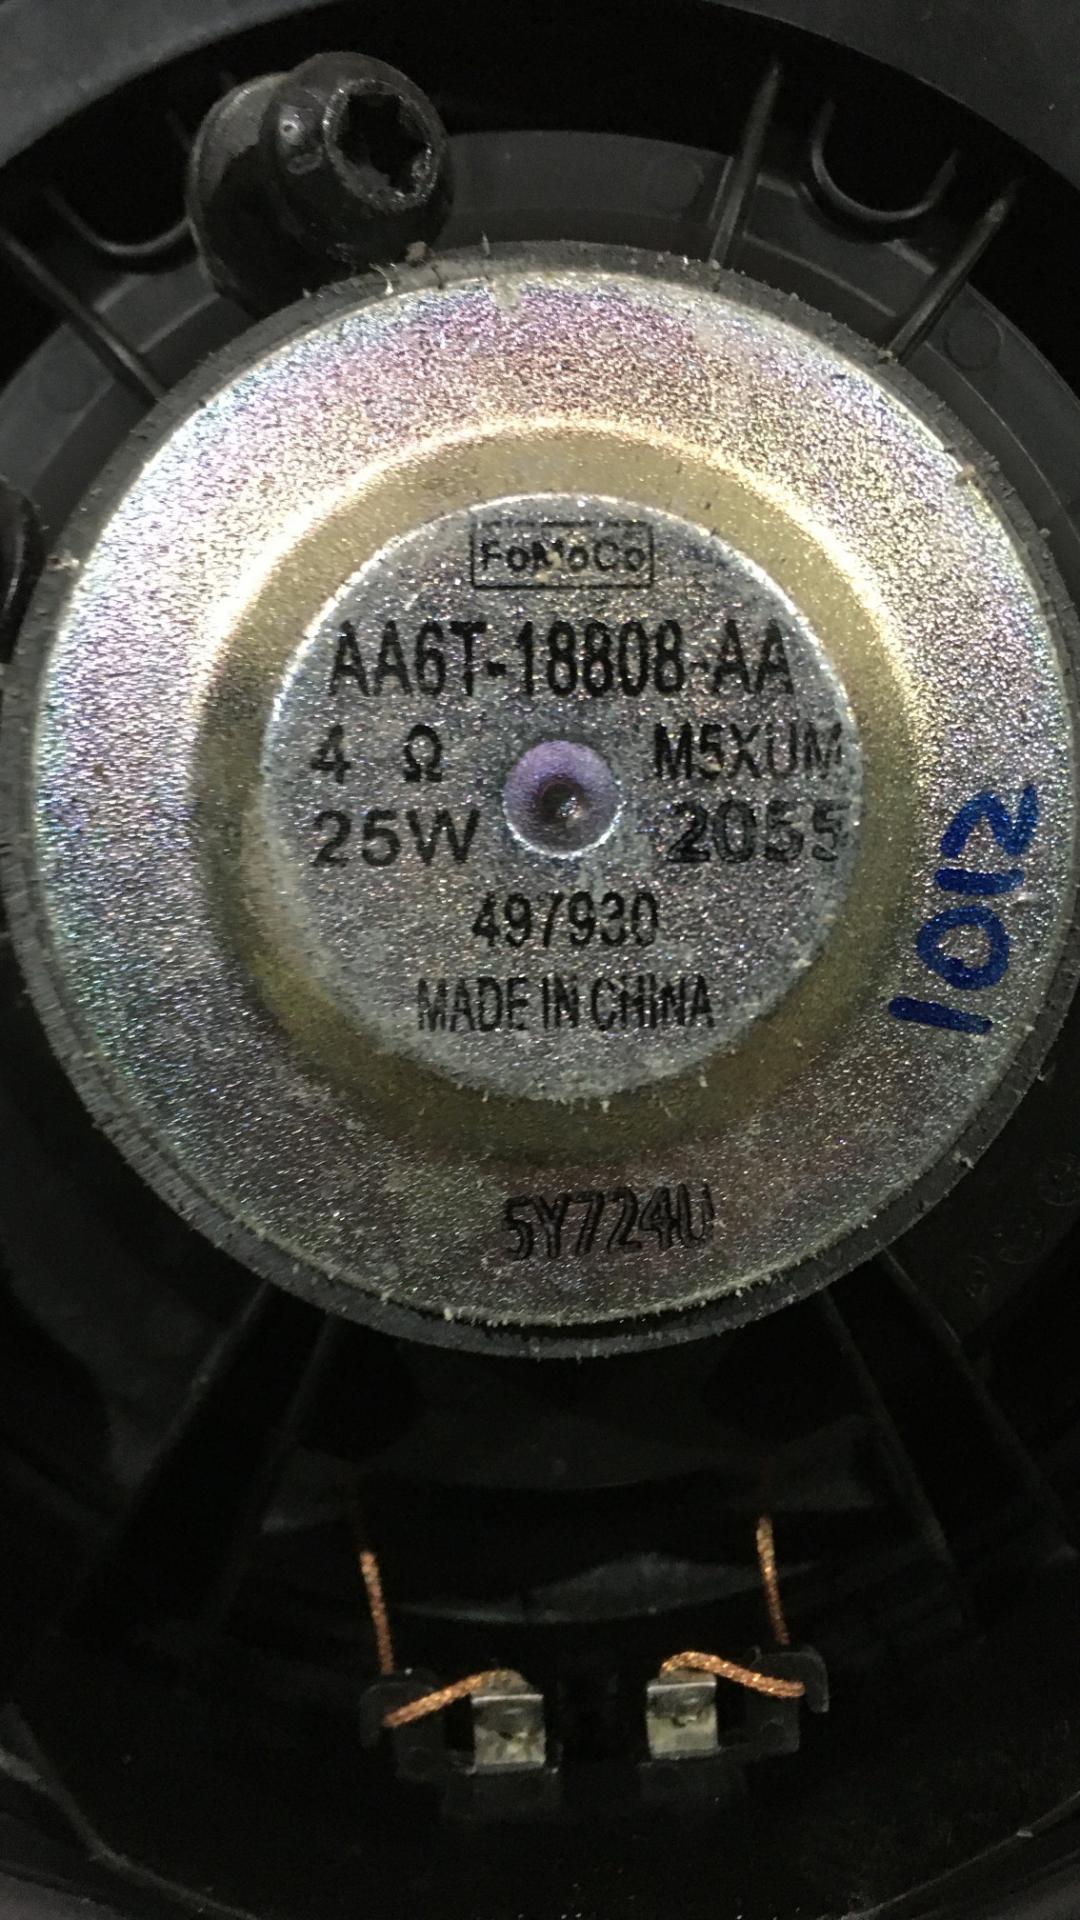 FoMoCo
AA6T-18808-AA
4 Ω M5XUM
25W 2055
497930
MADE IN CHINA
1012
5Y724U